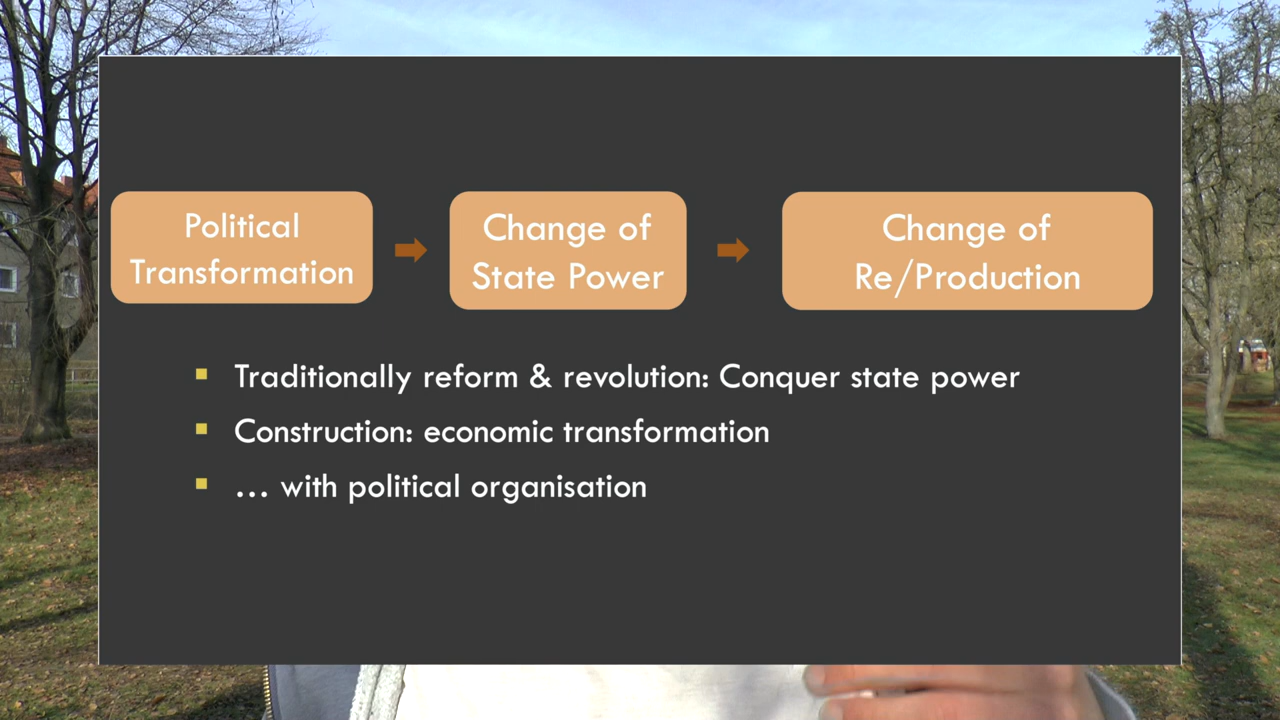 Political
Transformation
Change of
State Power
Change of
Re/Production
Traditionally reform & revolution: Conquer state power
Construction: economic transformation
... with political organisation